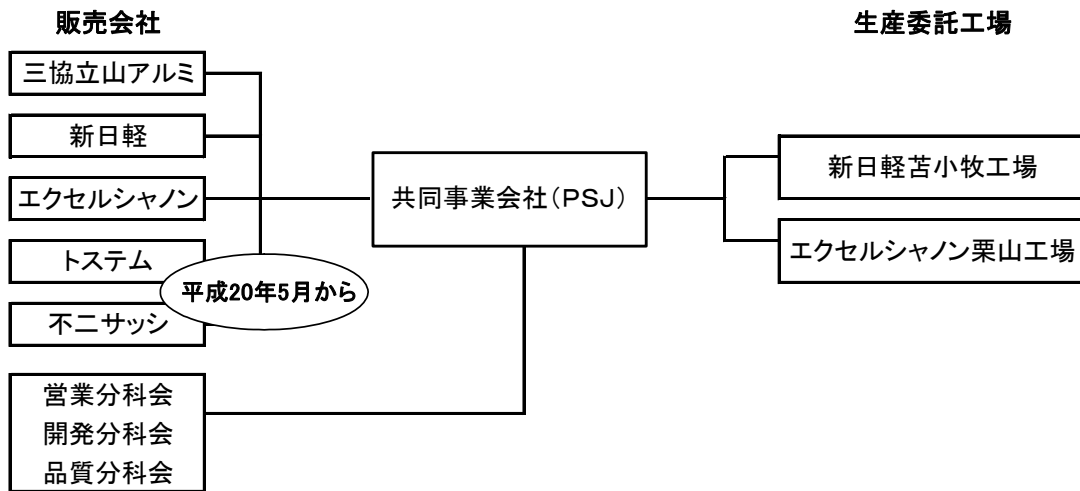 販売会社
三協立山アルミ
新日軽
エクセルシャノン
トステム
平成20年5月から
不二サッシ
営業分科会
開発分科会
品質分科会
共同事業会社(PSJ)
生産委託工場
新日軽苫小牧工場
エクセルシャノン栗山工場